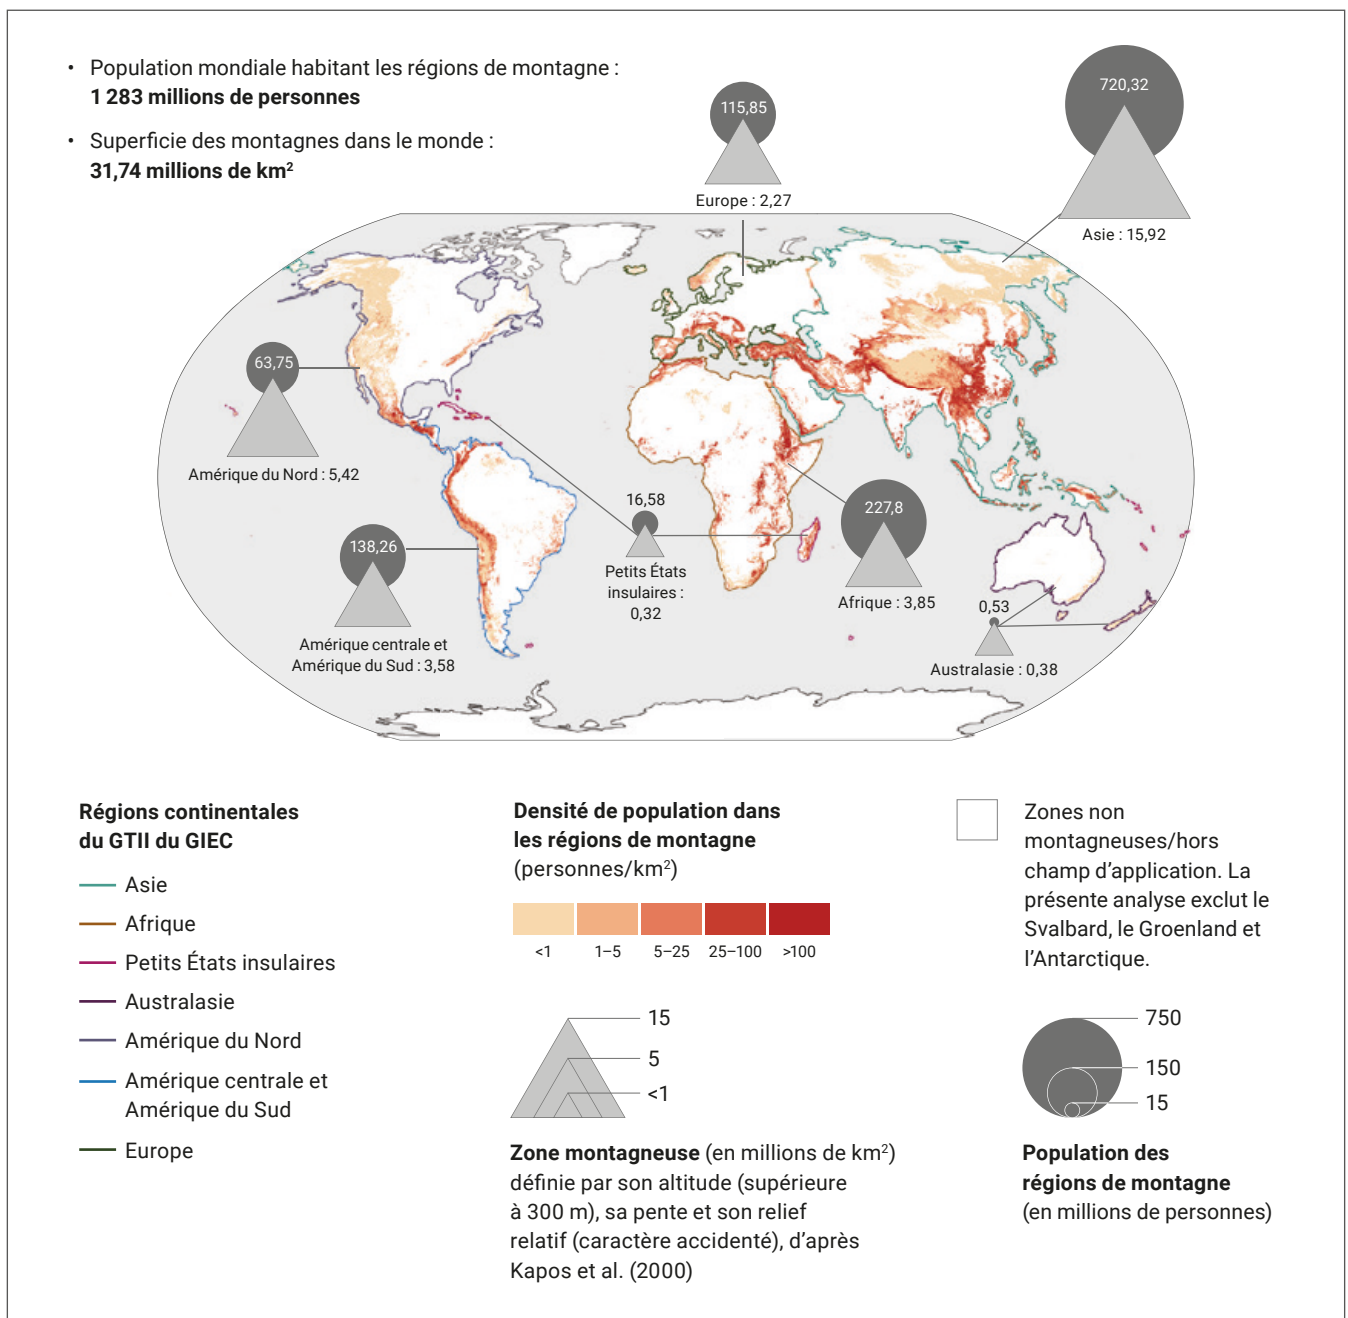 • Population mondiale habitant les régions de montagne :
1 283 millions de personnes
• Superficie des montagnes dans le monde :
31,74 millions de km²
115,85
Europe : 2,27
720,32
Asie : 15,92
63,75
Amérique du Nord : 5,42
138,26
Amérique centrale et
Amérique du Sud : 3,58
16,58
Petits États
insulaires :
0,32
227,8
Afrique : 3,85
0,53
Australasie : 0,38
Régions continentales
du GTII du GIEC
Asie
Afrique
Petits États insulaires
Australasie
Amérique du Nord
Amérique centrale et
Amérique du Sud
Europe
Densité de population dans
les régions de montagne
(personnes/km²)
<1 1–5 5–25 25–100 >100
15
5
<1
Zone montagneuse (en millions de km²)
définie par son altitude (supérieure
à 300 m), sa pente et son relief
relatif (caractère accidenté), d’après
Kapos et al. (2000)
Zones non
montagneuses/hors
champ d’application. La
présente analyse exclut le
Svalbard, le Groenland et
l’Antarctique.
750
150
15
Population des
régions de montagne
(en millions de personnes)